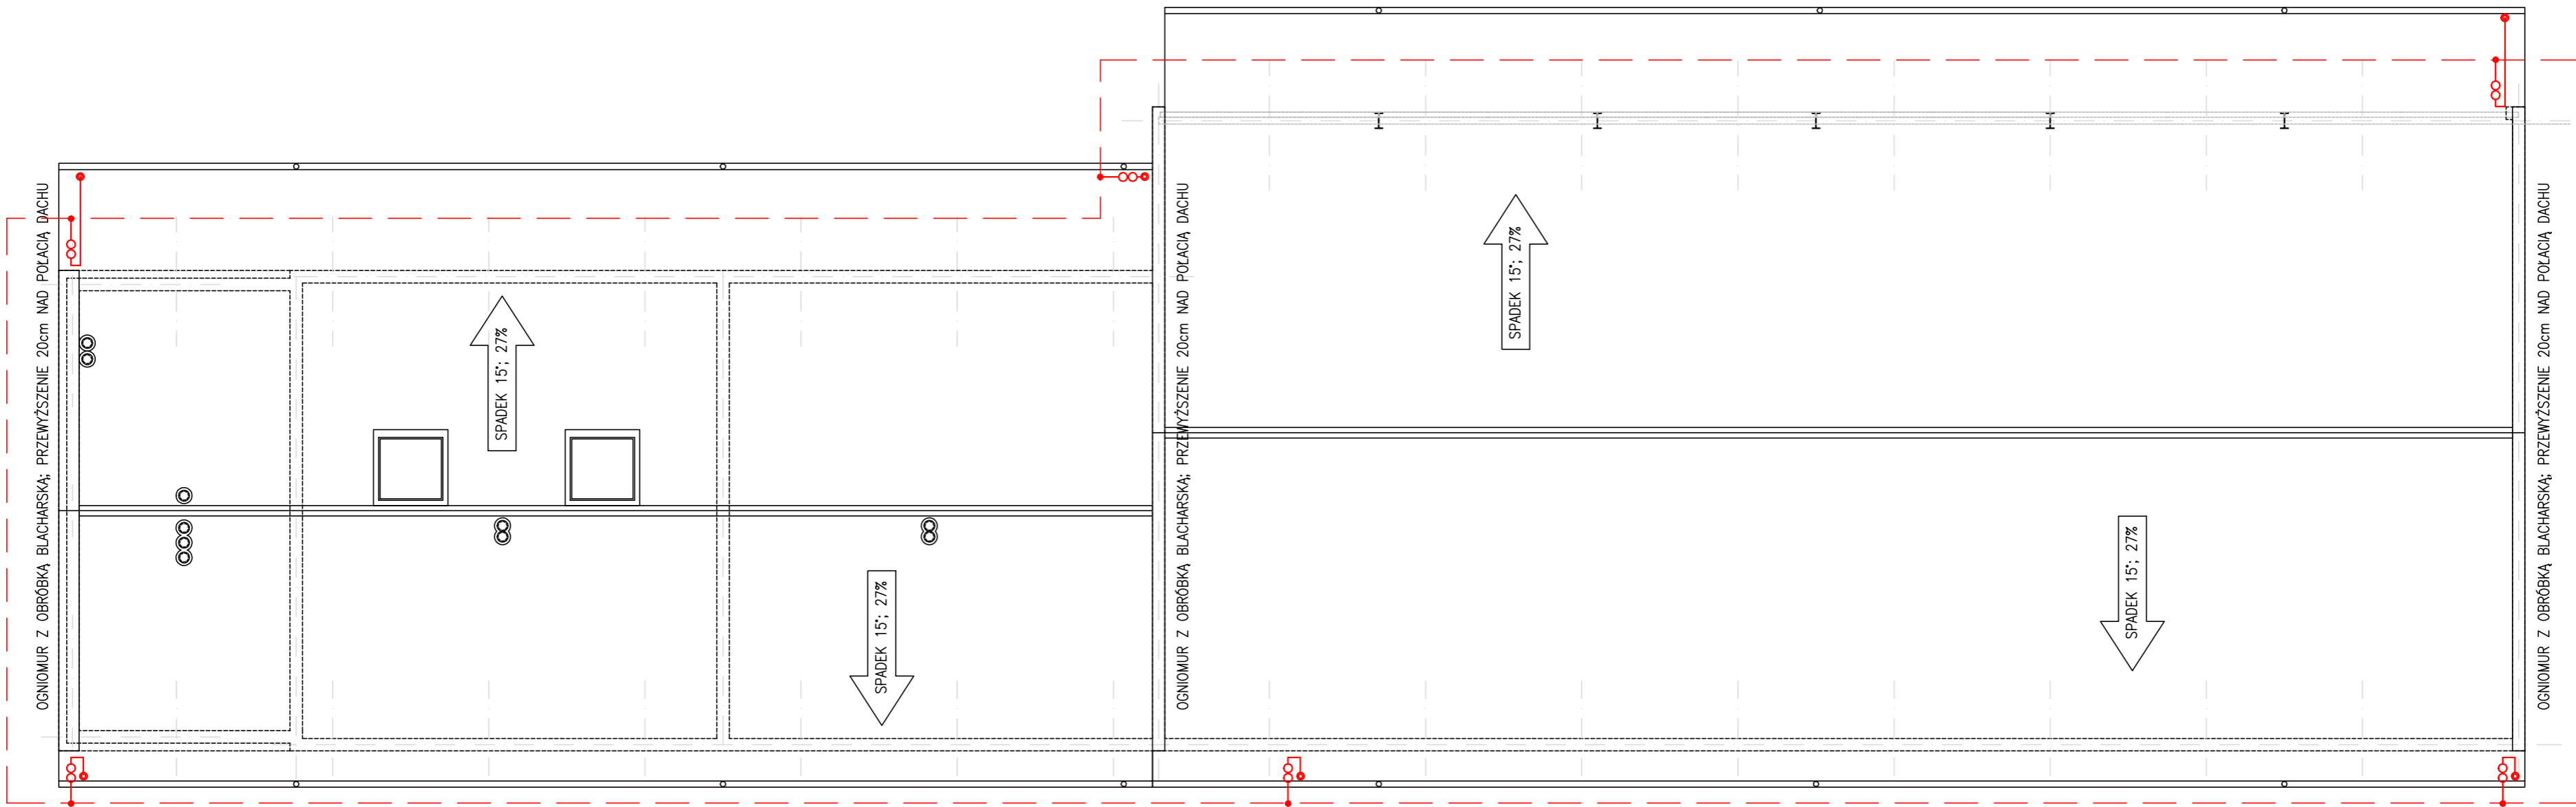 OGNIOMUR Z OBRÓBKĄ BLACHARSKĄ; PRZEWYŻSZENIE 20cm NAD POŁACIĄ DACHU
SPADEK 15°; 27%
SPADEK 15°; 27%
OGNIOMUR Z OBRÓBKĄ BLACHARSKĄ; PRZEWYŻSZENIE 20cm NAD POŁACIĄ DACHU
SPADEK 15°; 27%
SPADEK 15°; 27%
OGNIOMUR Z OBRÓBKĄ BLACHARSKĄ; PRZEWYŻSZENIE 20cm NAD POŁACIĄ DACHU